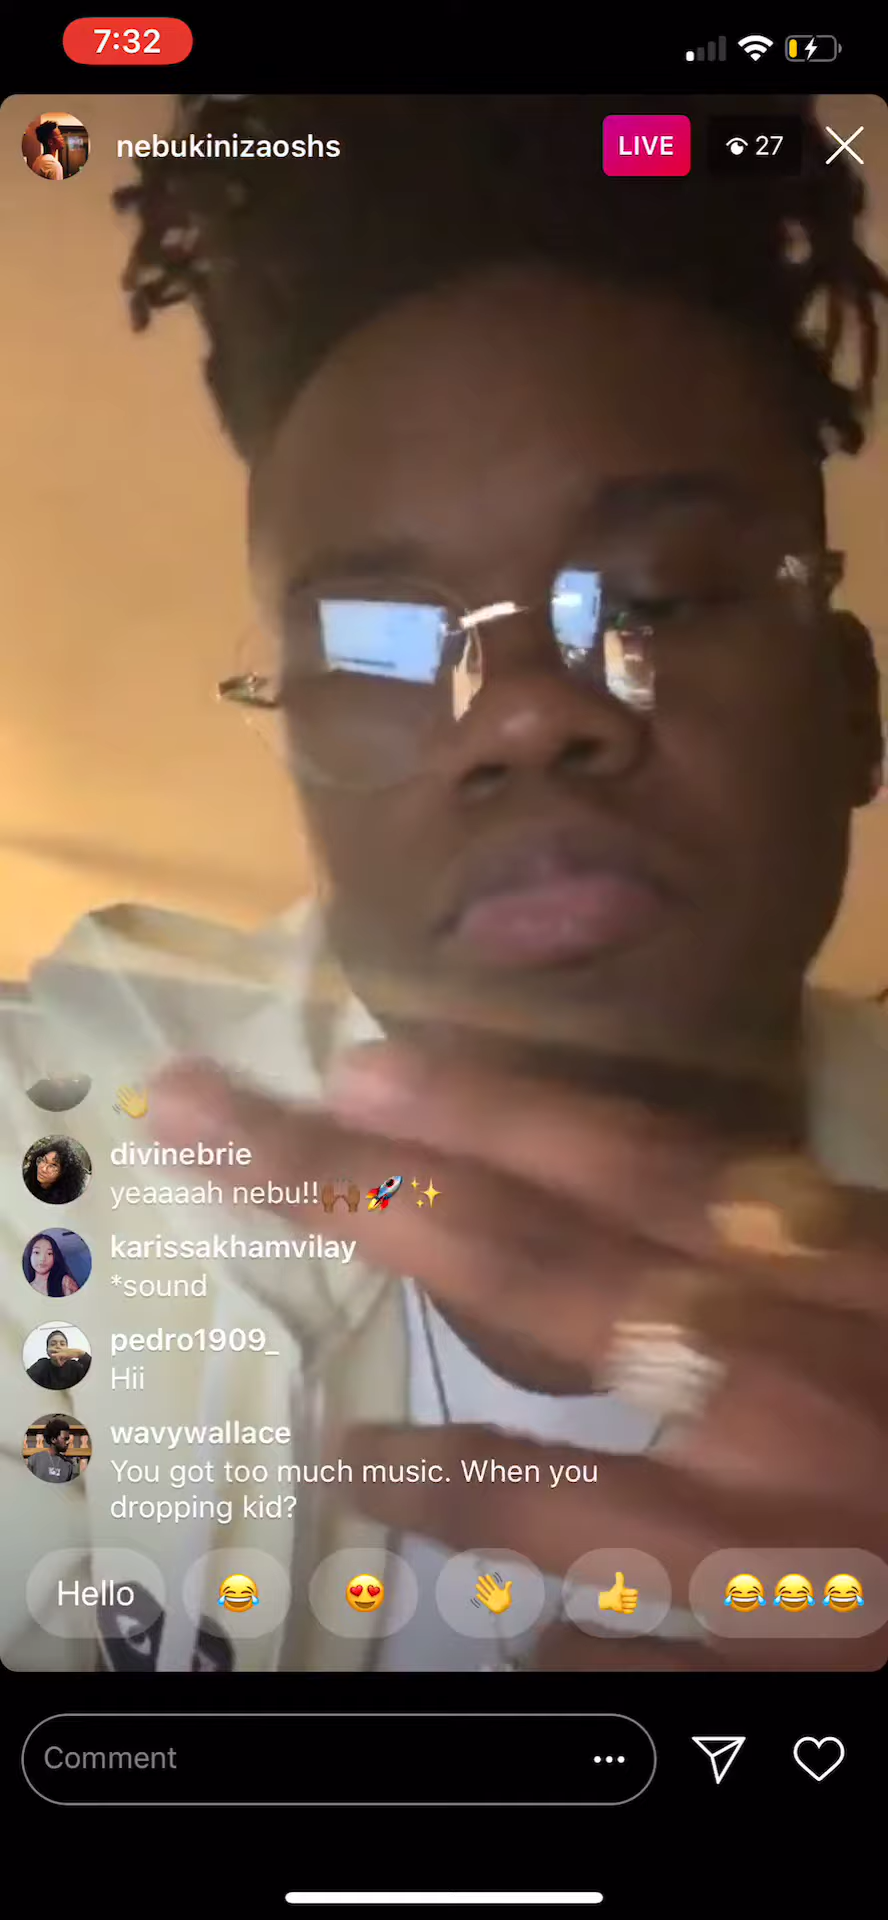 7:32
nebukinizaoshs
LIVE
27
👋
divinebrie
yeaaaah nebu!!🙌🏾🚀✨
karissakhamvilay
*sound
pedro1909_
Hii
wavywallace
You got too much music. When you
dropping kid?
Hello 😂 😍 👋 👍 😂😂😂
Comment